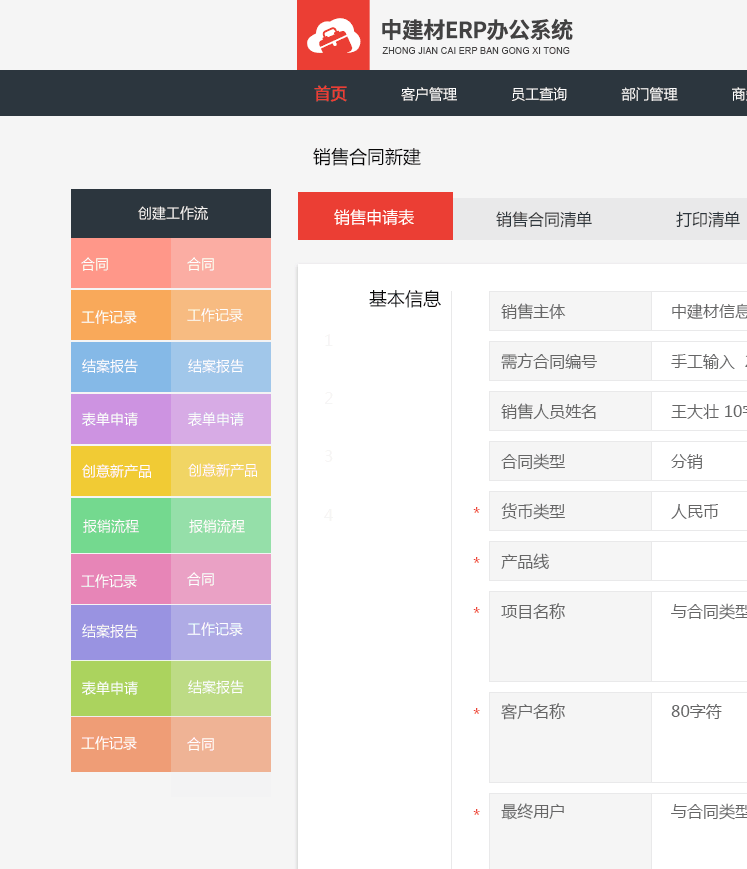 中建材ERP办公系统
ZHONG JIAN CAI ERP BAN GONG XI TONG
首页 客户管理 员工查询 部门管理 商
销售合同新建
销售申请表 销售合同清单 打印清单
创建工作流
合同 合同
工作记录 工作记录
结案报告 结案报告
表单申请 表单申请
创意新产品 创意新产品
报销流程 报销流程
工作记录 合同
结案报告 工作记录
表单申请 结案报告
工作记录 合同
基本信息
1
2
3
4
销售主体 中建材信息
需方合同编号 手工输入
销售人员姓名 王大壮 10字
合同类型 分销
* 货币类型 人民币
* 产品线
* 项目名称 与合同类型
* 客户名称 80字符
* 最终用户 与合同类型